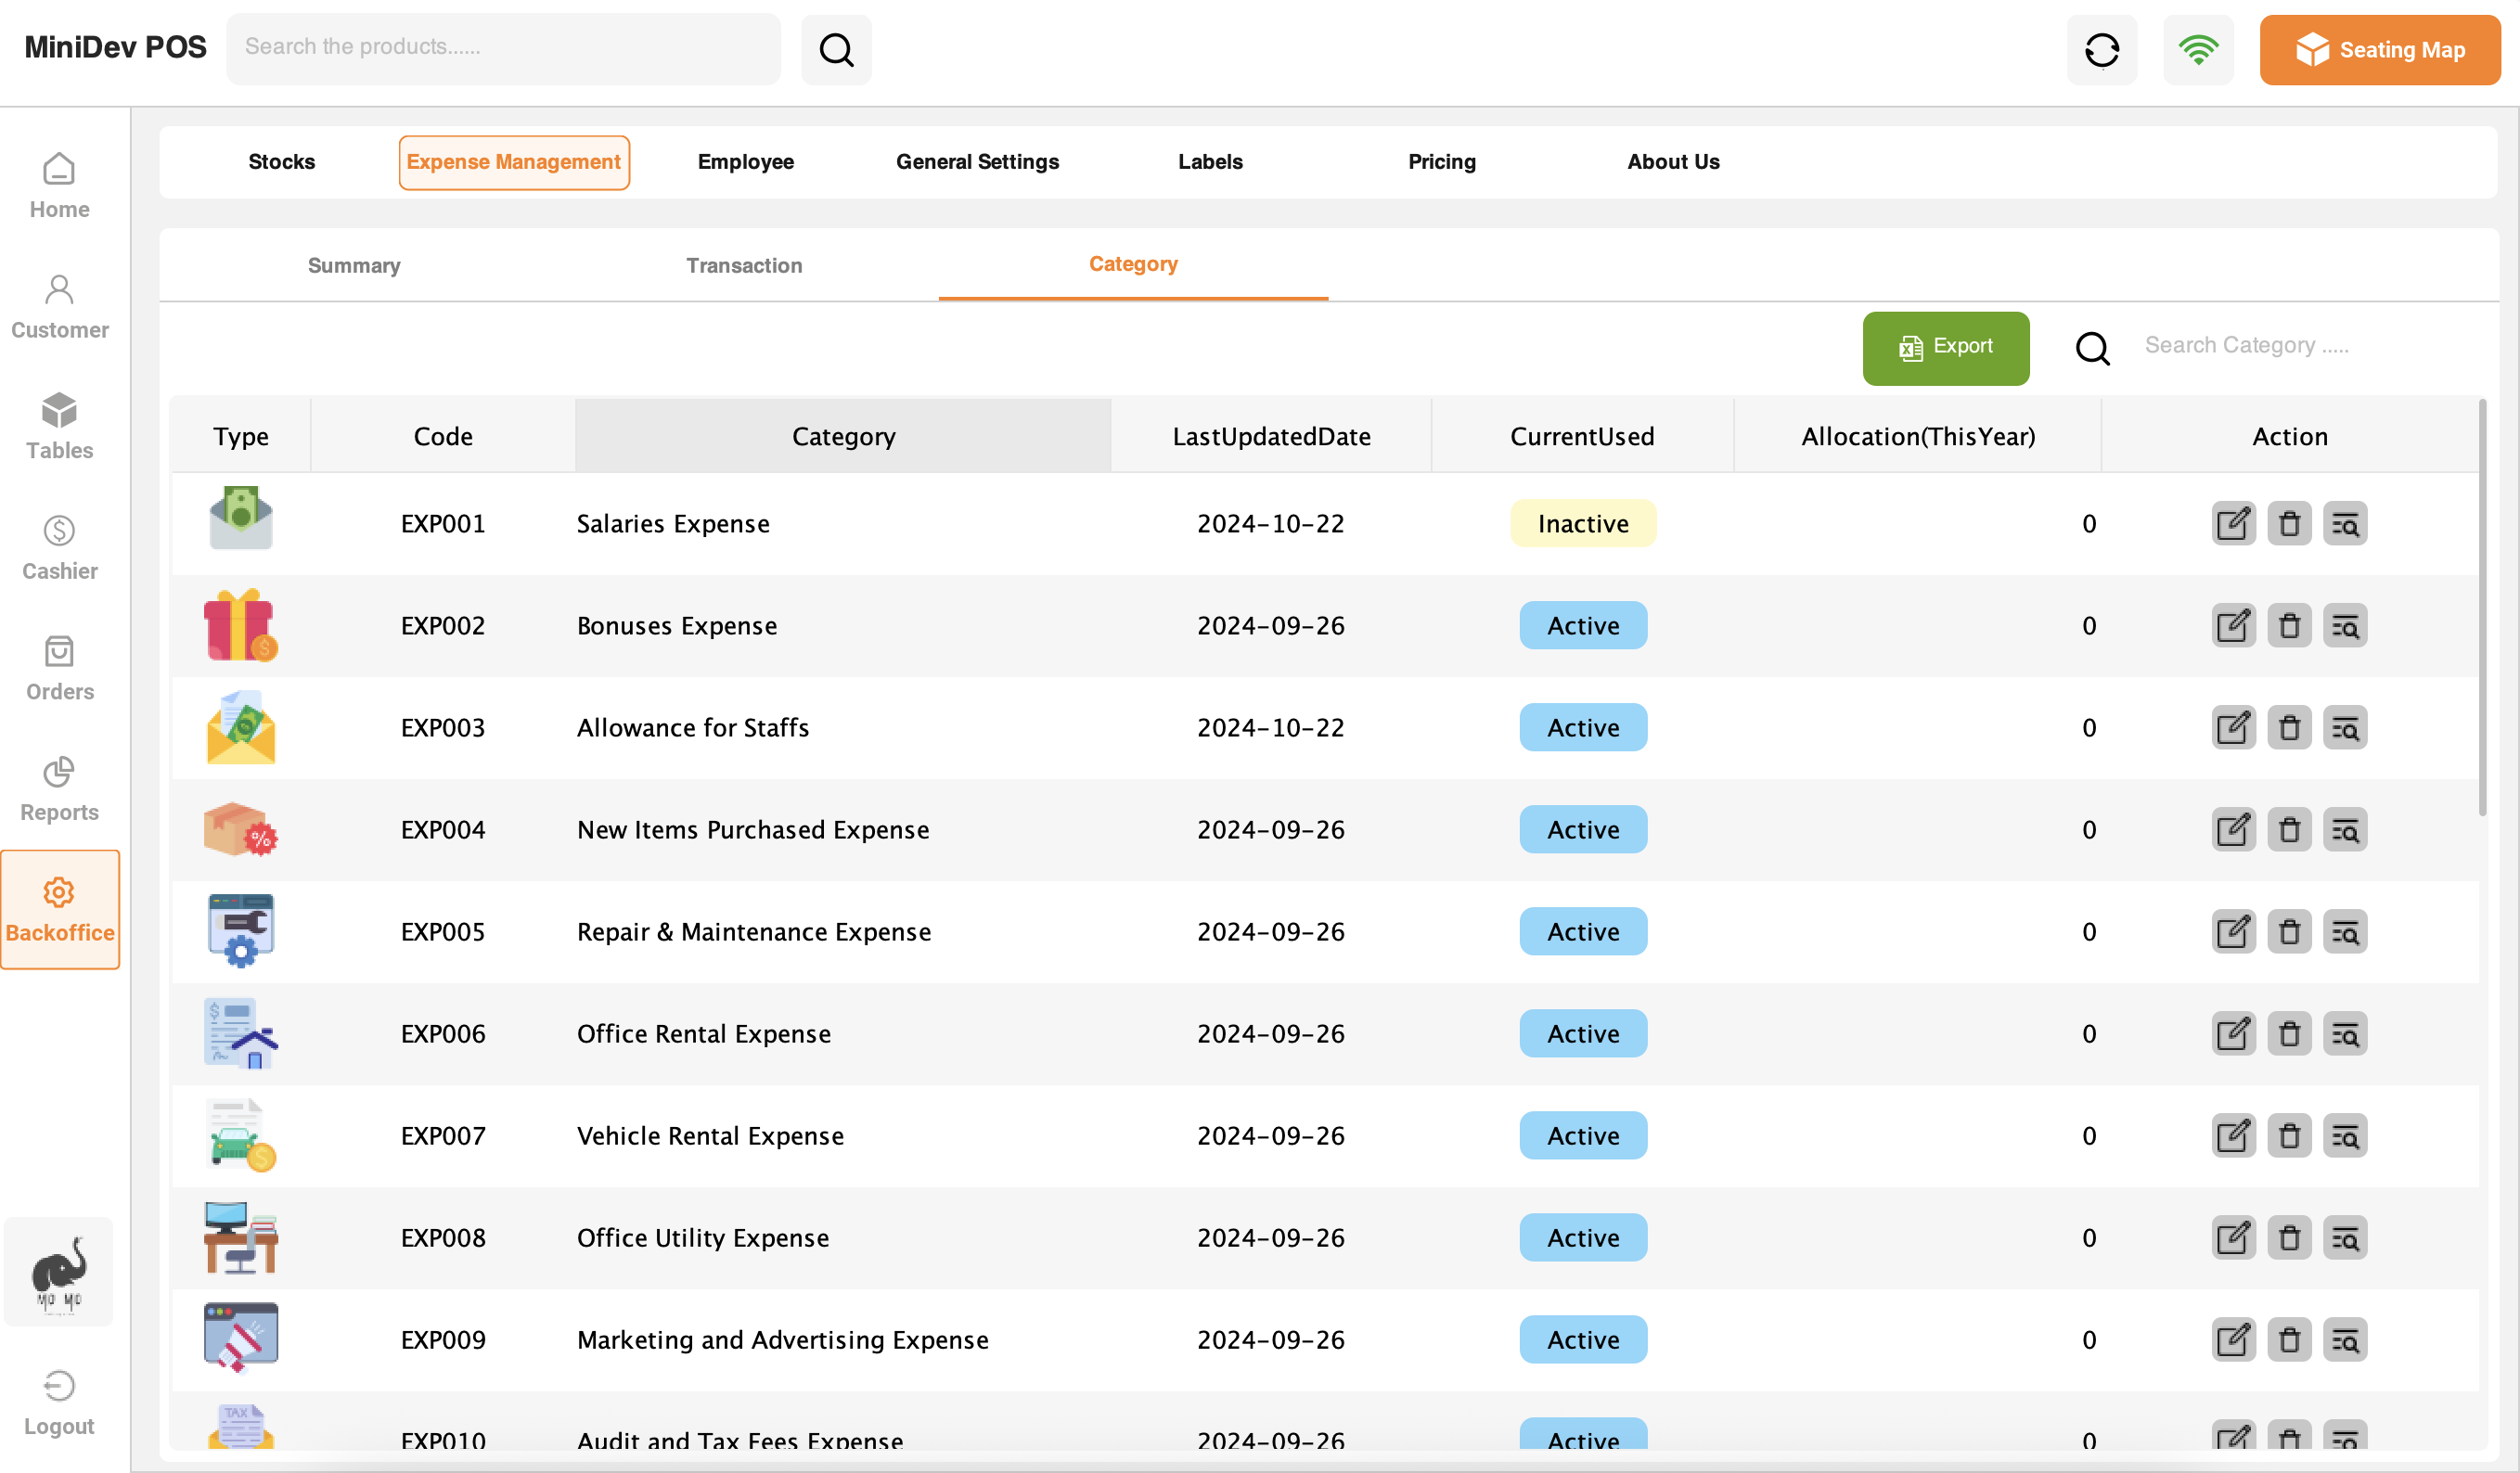 MiniDev POS
Search the products......
Seating Map
Home
Customer
Tables
Cashier
Orders
Reports
Backoffice
MO MO
Logout
Stocks Expense Management Employee General Settings Labels Pricing About Us
Summary Transaction Category
Export
Search Category .....
Type Code Category LastUpdatedDate CurrentUsed Allocation(ThisYear) Action
EXP001 Salaries Expense 2024-10-22 Inactive 0
EXP002 Bonuses Expense 2024-09-26 Active 0
EXP003 Allowance for Staffs 2024-10-22 Active 0
EXP004 New Items Purchased Expense 2024-09-26 Active 0
EXP005 Repair & Maintenance Expense 2024-09-26 Active 0
EXP006 Office Rental Expense 2024-09-26 Active 0
EXP007 Vehicle Rental Expense 2024-09-26 Active 0
EXP008 Office Utility Expense 2024-09-26 Active 0
EXP009 Marketing and Advertising Expense 2024-09-26 Active 0
TAX
EXP010 Audit and Tax Fees Expense 2024-09-26 Active 0